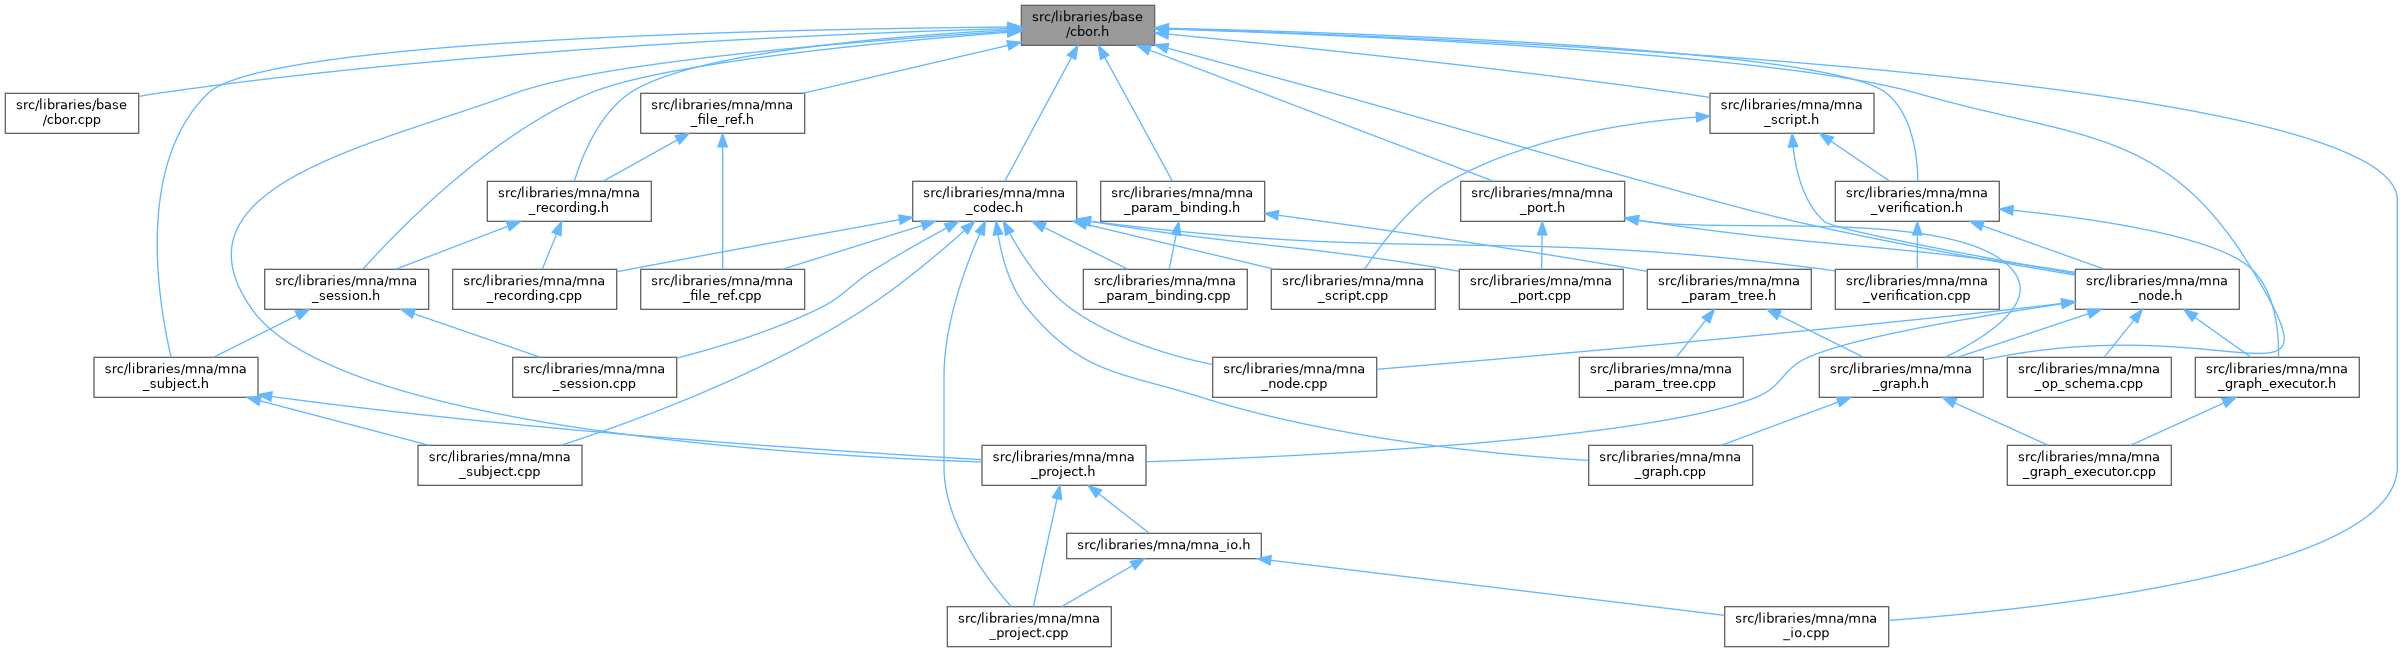 src/libraries/base
/cbor.h
src/libraries/base
/cbor.cpp
src/libraries/mna/mna
_file_ref.h
src/libraries/mna/mna
_script.h
src/libraries/mna/mna
_recording.h
src/libraries/mna/mna
_codec.h
src/libraries/mna/mna
_param_binding.h
src/libraries/mna/mna
_port.h
src/libraries/mna/mna
_verification.h
src/libraries/mna/mna
_session.h
src/libraries/mna/mna
_recording.cpp
src/libraries/mna/mna
_file_ref.cpp
src/libraries/mna/mna
_param_binding.cpp
src/libraries/mna/mna
_script.cpp
src/libraries/mna/mna
_port.cpp
src/libraries/mna/mna
_param_tree.h
src/libraries/mna/mna
_verification.cpp
src/libraries/mna/mna
_node.h
src/libraries/mna/mna
_subject.h
src/libraries/mna/mna
_session.cpp
src/libraries/mna/mna
_node.cpp
src/libraries/mna/mna
_param_tree.cpp
src/libraries/mna/mna
_graph.h
src/libraries/mna/mna
_op_schema.cpp
src/libraries/mna/mna
_graph_executor.h
src/libraries/mna/mna
_subject.cpp
src/libraries/mna/mna
_project.h
src/libraries/mna/mna
_graph.cpp
src/libraries/mna/mna
_graph_executor.cpp
src/libraries/mna/mna_io.h
src/libraries/mna/mna
_project.cpp
src/libraries/mna/mna
_io.cpp